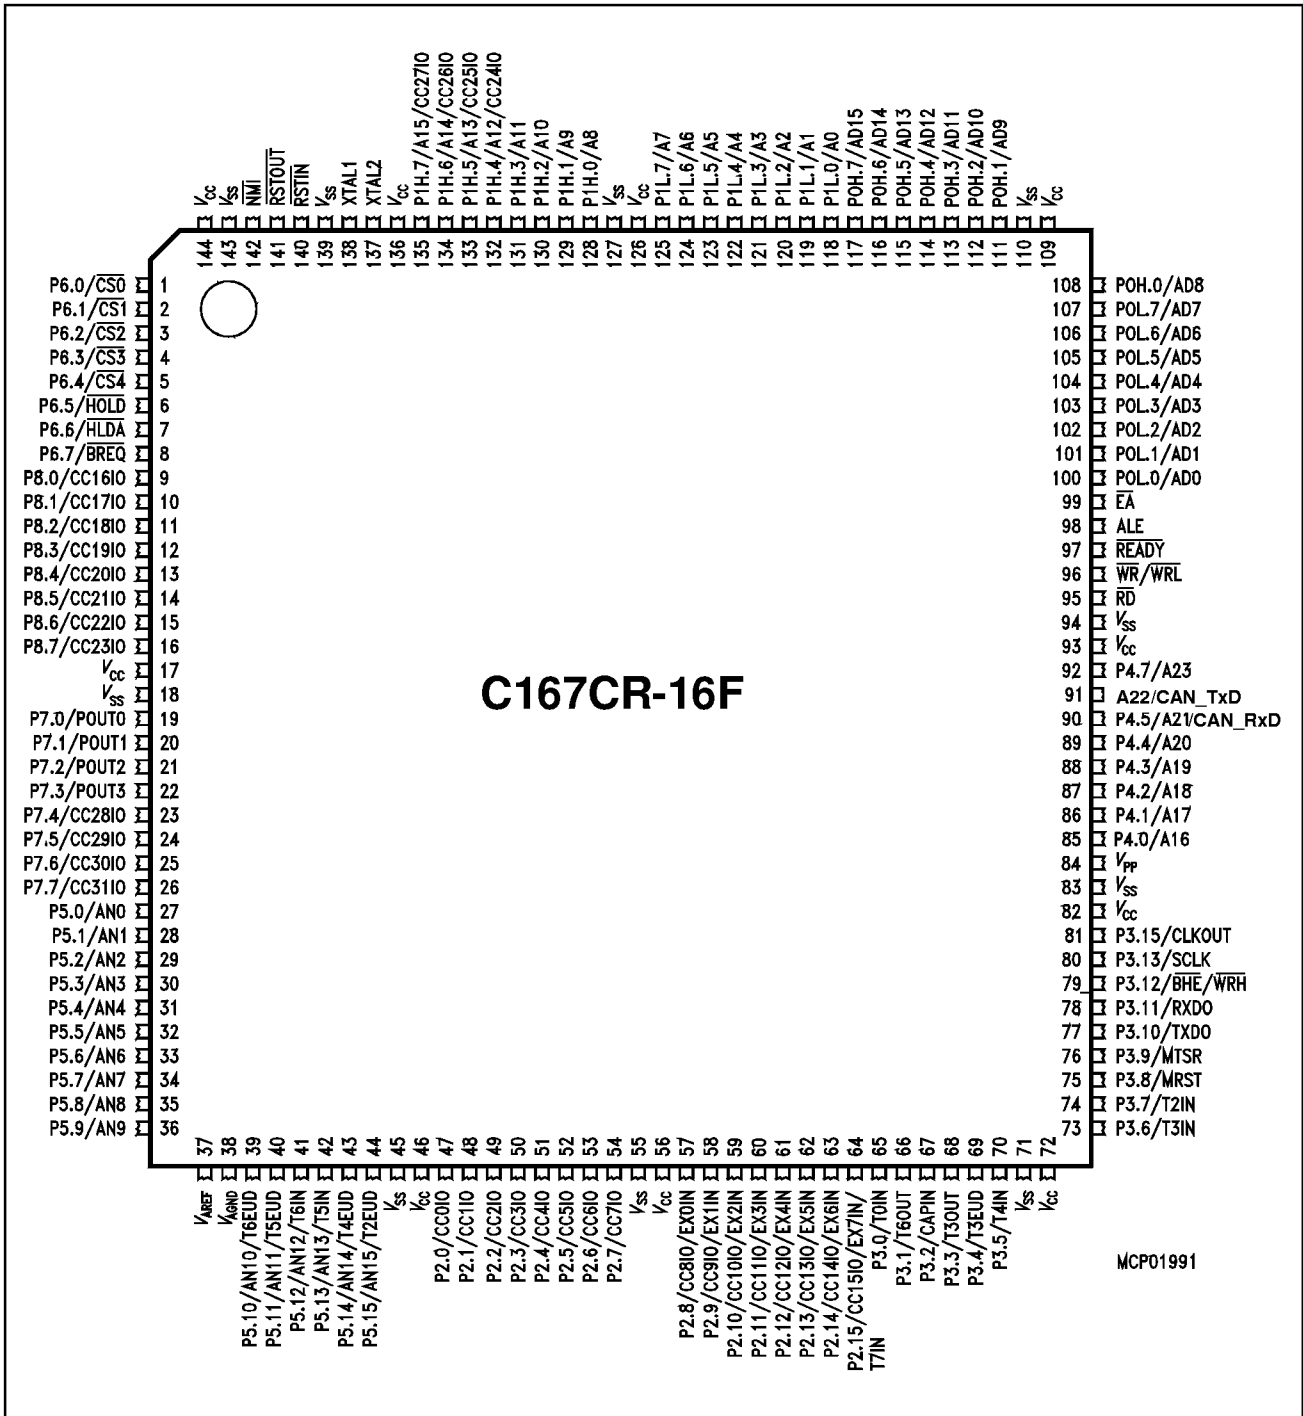 VCC
VSS
NMI
RSTOUT
RSTIN
VSS
XTAL1
XTAL2
VCC
P1H.7/A15/CC27IO
P1H.6/A14/CC26IO
P1H.5/A13/CC25IO
P1H.4/A12/CC24IO
P1H.3/A11
P1H.2/A10
P1H.1/A9
P1H.0/A8
VSS
VCC
P1L.7/A7
P1L.6/A6
P1L.5/A5
P1L.4/A4
P1L.3/A3
P1L.2/A2
P1L.1/A1
P1L.0/A0
P0H.7/AD15
P0H.6/AD14
P0H.5/AD13
P0H.4/AD12
P0H.3/AD11
P0H.2/AD10
P0H.1/AD9
VSS
VCC
144
143
142
141
140
139
138
137
136
135
134
133
132
131
130
129
128
127
126
125
124
123
122
121
120
119
118
117
116
115
114
113
112
111
110
109
P6.0/CS0 1
P6.1/CS1 2
P6.2/CS2 3
P6.3/CS3 4
P6.4/CS4 5
P6.5/HOLD 6
P6.6/HLDA 7
P6.7/BREQ 8
P8.0/CC16IO 9
P8.1/CC17IO 10
P8.2/CC18IO 11
P8.3/CC19IO 12
P8.4/CC20IO 13
P8.5/CC21IO 14
P8.6/CC22IO 15
P8.7/CC23IO 16
VCC 17
VSS 18
P7.0/POUT0 19
P7.1/POUT1 20
P7.2/POUT2 21
P7.3/POUT3 22
P7.4/CC28IO 23
P7.5/CC29IO 24
P7.6/CC30IO 25
P7.7/CC31IO 26
P5.0/AN0 27
P5.1/AN1 28
P5.2/AN2 29
P5.3/AN3 30
P5.4/AN4 31
P5.5/AN5 32
P5.6/AN6 33
P5.7/AN7 34
P5.8/AN8 35
P5.9/AN9 36
C167CR-16F
108 P0H.0/AD8
107 P0L.7/AD7
106 P0L.6/AD6
105 P0L.5/AD5
104 P0L.4/AD4
103 P0L.3/AD3
102 P0L.2/AD2
101 P0L.1/AD1
100 P0L.0/AD0
99 EA
98 ALE
97 READY
96 WR/WRL
95 RD
94 VSS
93 VCC
92 P4.7/A23
91 A22/CAN_TxD
90 P4.5/A21/CAN_RxD
89 P4.4/A20
88 P4.3/A19
87 P4.2/A18
86 P4.1/A17
85 P4.0/A16
84 VPP
83 VSS
82 VCC
81 P3.15/CLKOUT
80 P3.13/SCLK
79 P3.12/BHE/WRH
78 P3.11/RXD0
77 P3.10/TXD0
76 P3.9/MTSR
75 P3.8/MRST
74 P3.7/T2IN
73 P3.6/T3IN
37
38
39
40
41
42
43
44
45
46
47
48
49
50
51
52
53
54
55
56
57
58
59
60
61
62
63
64
65
66
67
68
69
70
71
72
VAREF
VAGND
P5.10/AN10/T6EUD
P5.11/AN11/T5EUD
P5.12/AN12/T6IN
P5.13/AN13/T5IN
P5.14/AN14/T4EUD
P5.15/AN15/T2EUD
VSS
VCC
P2.0/CC0IO
P2.1/CC1IO
P2.2/CC2IO
P2.3/CC3IO
P2.4/CC4IO
P2.5/CC5IO
P2.6/CC6IO
P2.7/CC7IO
VSS
VCC
P2.8/CC8IO/EX0IN
P2.9/CC9IO/EX1IN
P2.10/CC10IO/EX2IN
P2.11/CC11IO/EX3IN
P2.12/CC12IO/EX4IN
P2.13/CC13IO/EX5IN
P2.14/CC14IO/EX6IN
P2.15/CC15IO/EX7IN/
T7IN
P3.0/T0IN
P3.1/T6OUT
P3.2/CAPIN
P3.3/T3OUT
P3.4/T3EUD
P3.5/T4IN
VSS
VCC
MCP01991